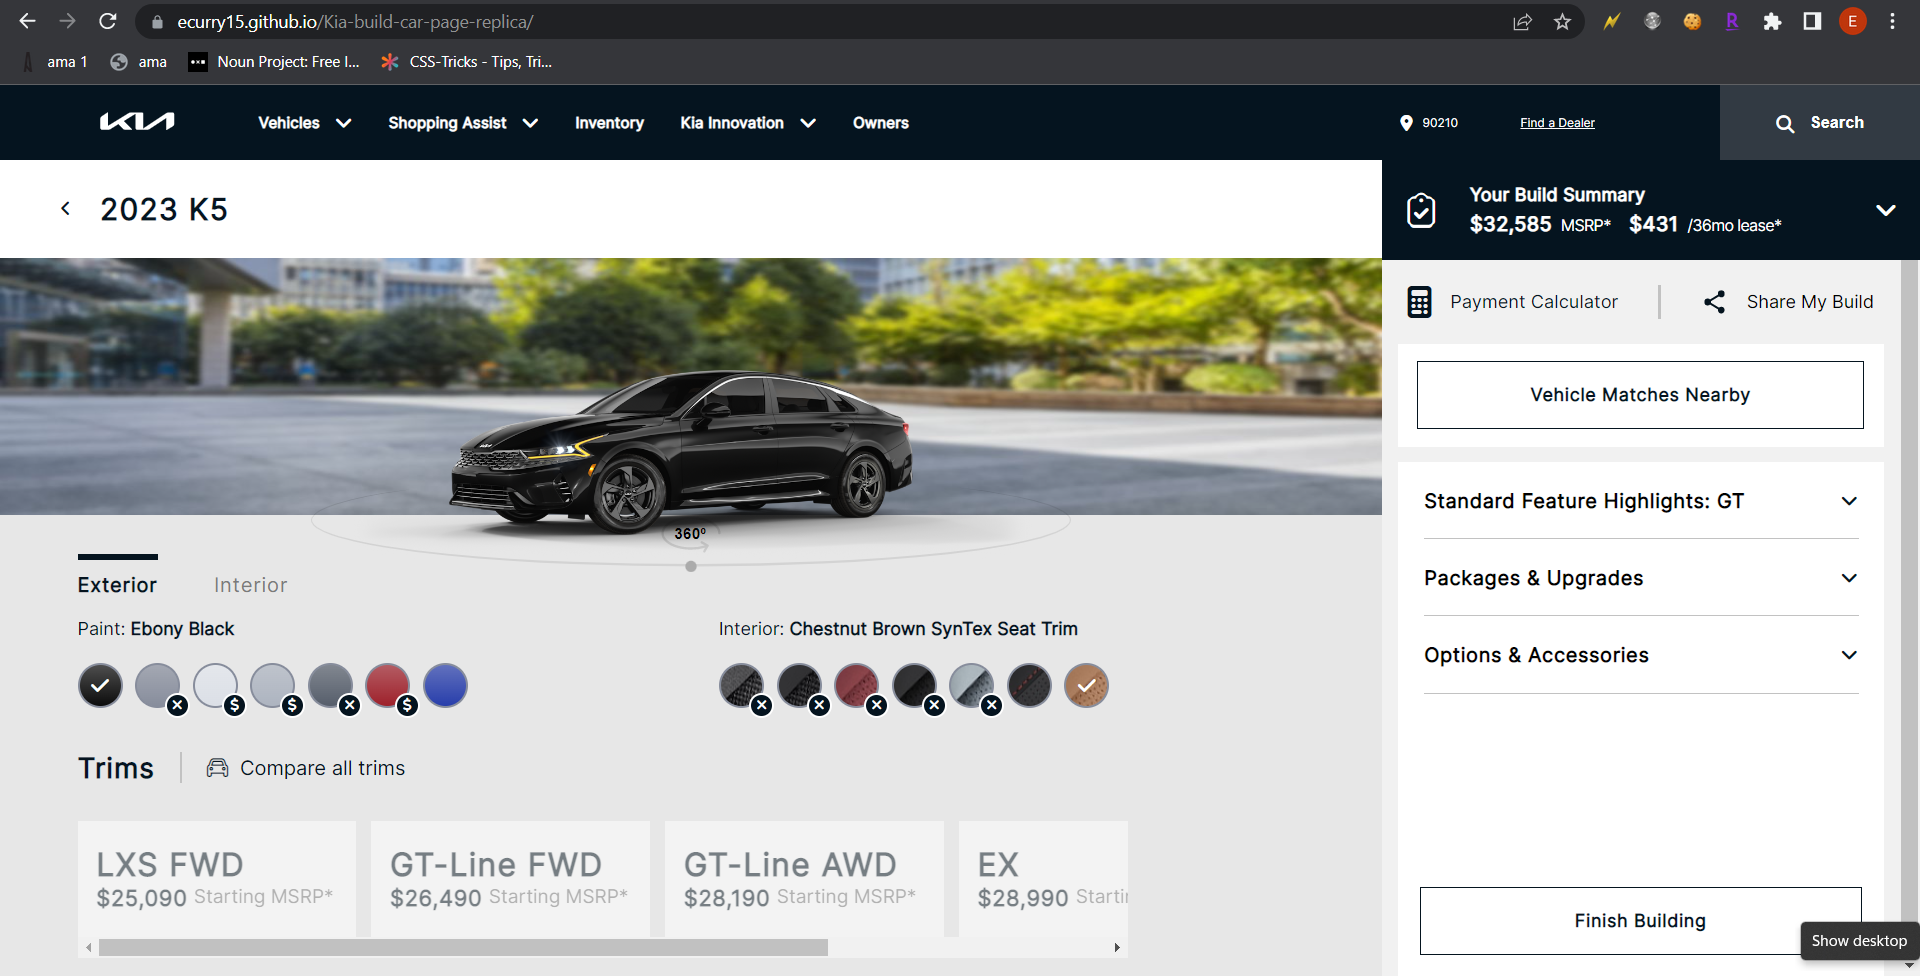 ecurry15.github.io/Kia-build-car-page-replica/
E
ama 1
ama
Noun Project: Free I...
CSS-Tricks - Tips, Tri...
KIA
Vehicles
Shopping Assist
Inventory
Kia Innovation
Owners
90210
Find a Dealer
Search
2023 K5
Your Build Summary
$32,585 MSRP* $431 /36mo lease*
Payment Calculator
Share My Build
Vehicle Matches Nearby
Standard Feature Highlights: GT
Packages & Upgrades
Options & Accessories
360º
Exterior
Interior
Paint: Ebony Black
Interior: Chestnut Brown SynTex Seat Trim
$ $ $
Trims
Compare all trims
LXS FWD
$25,090 Starting MSRP*
GT-Line FWD
$26,490 Starting MSRP*
GT-Line AWD
$28,190 Starting MSRP*
EX
$28,990 Starti
Finish Building
Show desktop